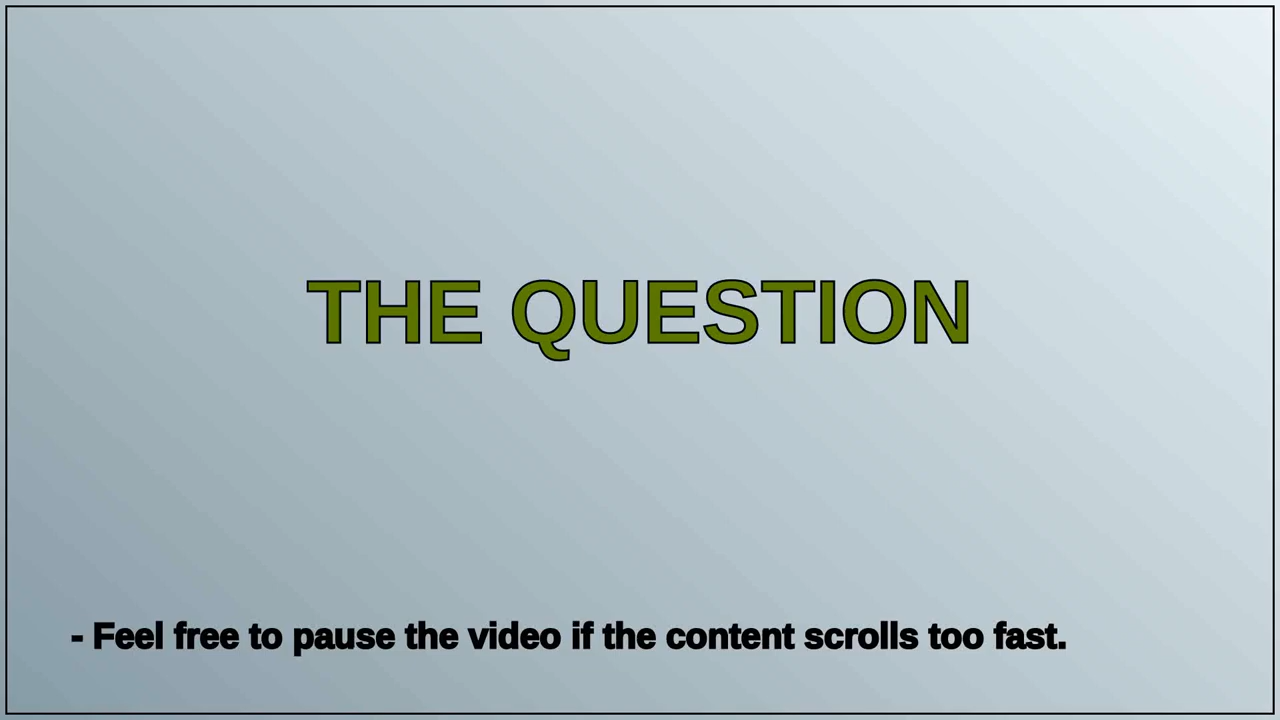 THE QUESTION
- Feel free to pause the video if the content scrolls too fast.